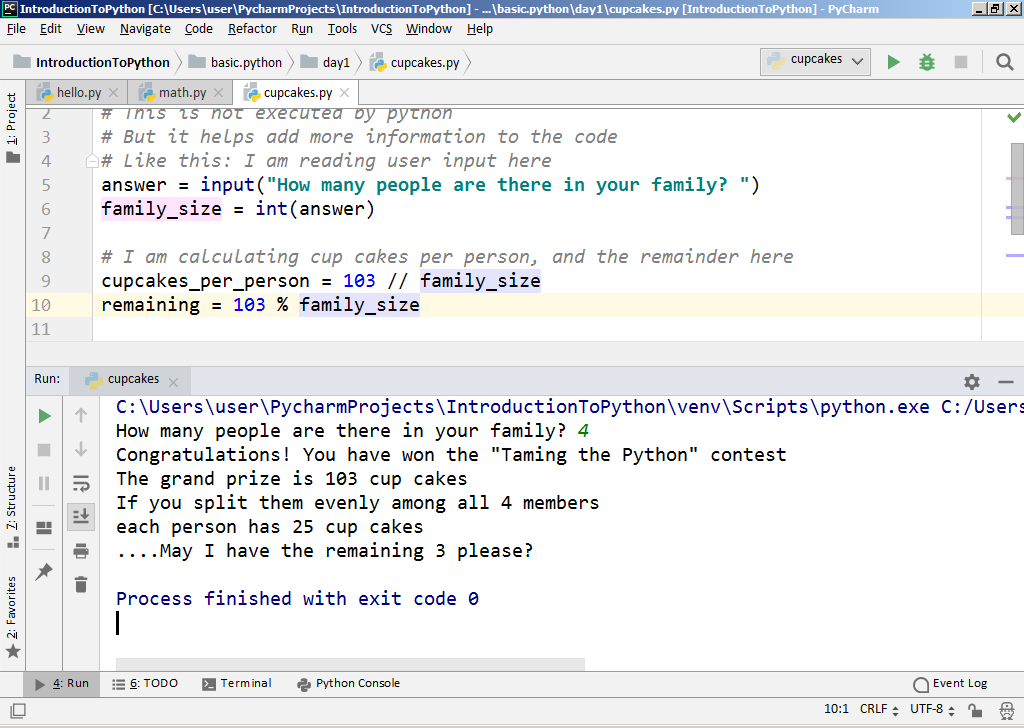 PC IntroductionToPython [C:\Users\user\PycharmProjects\IntroductionToPython] - ...\basic.python\day1\cupcakes.py [IntroductionToPython] - PyCharm
File Edit View Navigate Code Refactor Run Tools VCS Window Help
IntroductionToPython basic.python day1 cupcakes.py cupcakes
hello.py math.py cupcakes.py
1: Project
2 # This is not executed by python
3 # But it helps add more information to the code
4 # Like this: I am reading user input here
5 answer = input("How many people are there in your family? ")
6 family_size = int(answer)
7
8 # I am calculating cup cakes per person, and the remainder here
9 cupcakes_per_person = 103 // family_size
10 remaining = 103 % family_size
11
Run: cupcakes
C:\Users\user\PycharmProjects\IntroductionToPython\venv\Scripts\python.exe C:/Users
How many people are there in your family? 4
Congratulations! You have won the "Taming the Python" contest
The grand prize is 103 cup cakes
If you split them evenly among all 4 members
each person has 25 cup cakes
....May I have the remaining 3 please?
Process finished with exit code 0
7: Structure
2: Favorites
4: Run 6: TODO Terminal Python Console Event Log
10:1 CRLF UTF-8